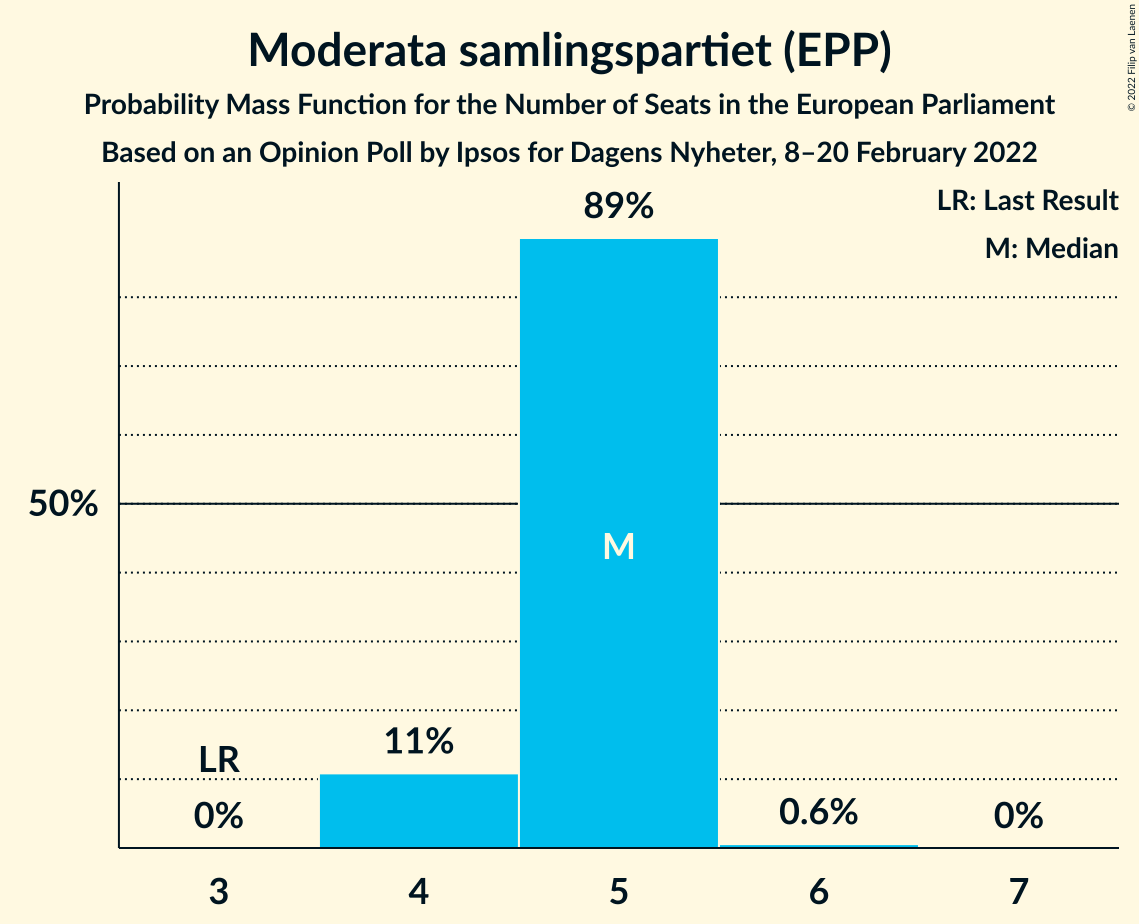 Moderata samlingspartiet (EPP)
Probability Mass Function for the Number of Seats in the European Parliament
Based on an Opinion Poll by Ipsos for Dagens Nyheter, 8–20 February 2022
© 2022 Filip van Laenen
LR: Last Result
M: Median
89%
50%
M
11%
LR
0%
0.6%
0%
3 4 5 6 7